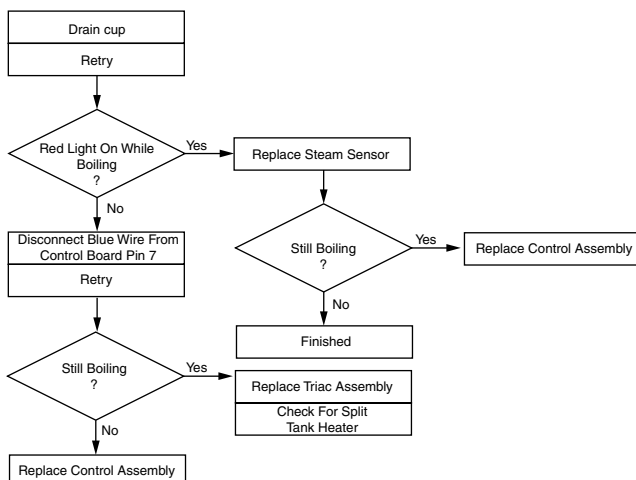 Drain cup
Retry
Red Light On While
Boiling
?
Yes
Replace Steam Sensor
No
Disconnect Blue Wire From
Control Board Pin 7
Retry
Still Boiling
?
Yes
Replace Control Assembly
No
Finished
Still Boiling
?
Yes
Replace Triac Assembly
Check For Split
Tank Heater
No
Replace Control Assembly